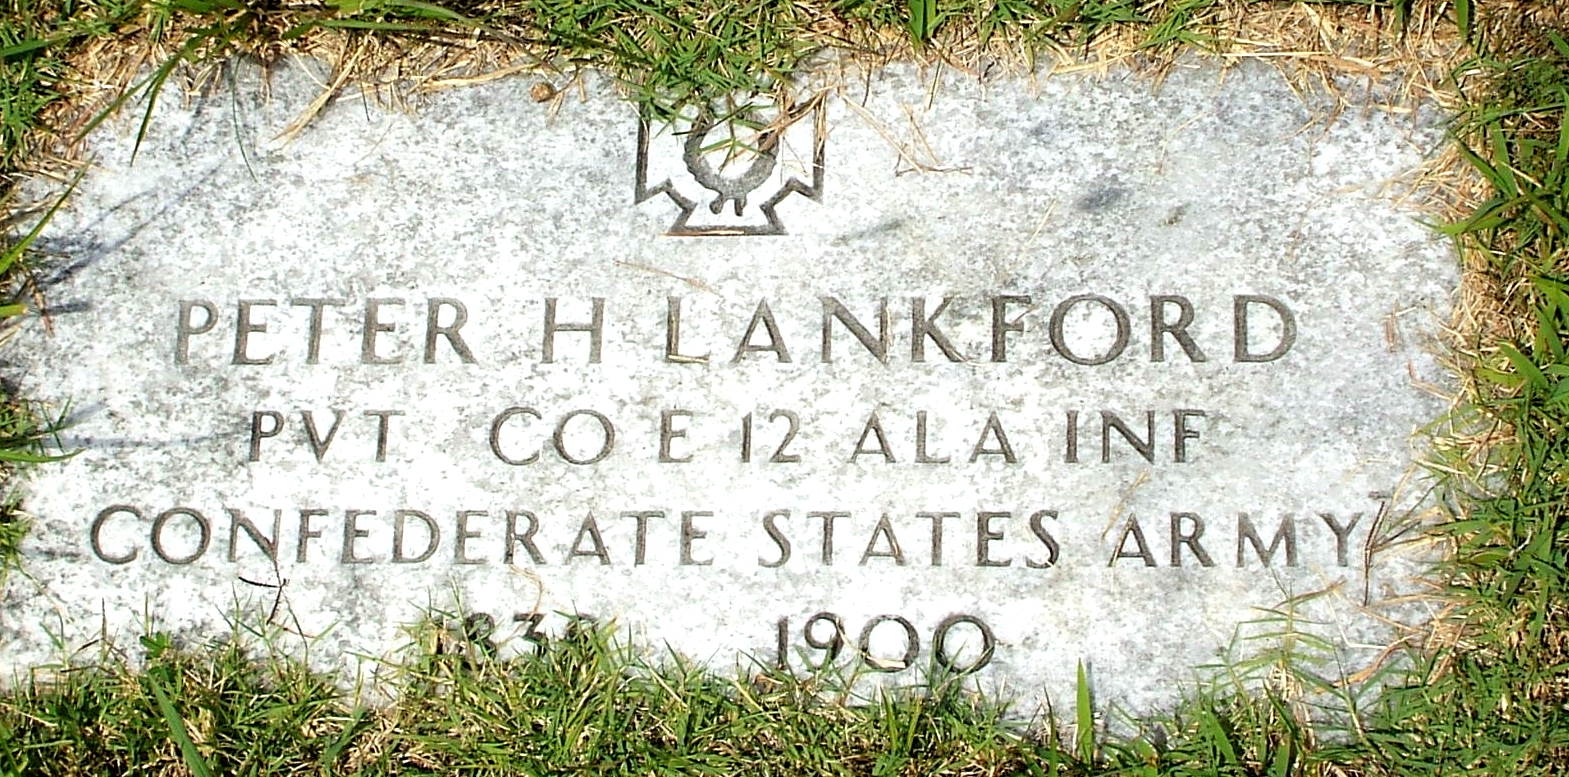 PETER H LANKFORD
PVT CO E 12 ALA INF
CONFEDERATE STATES ARMY
1900